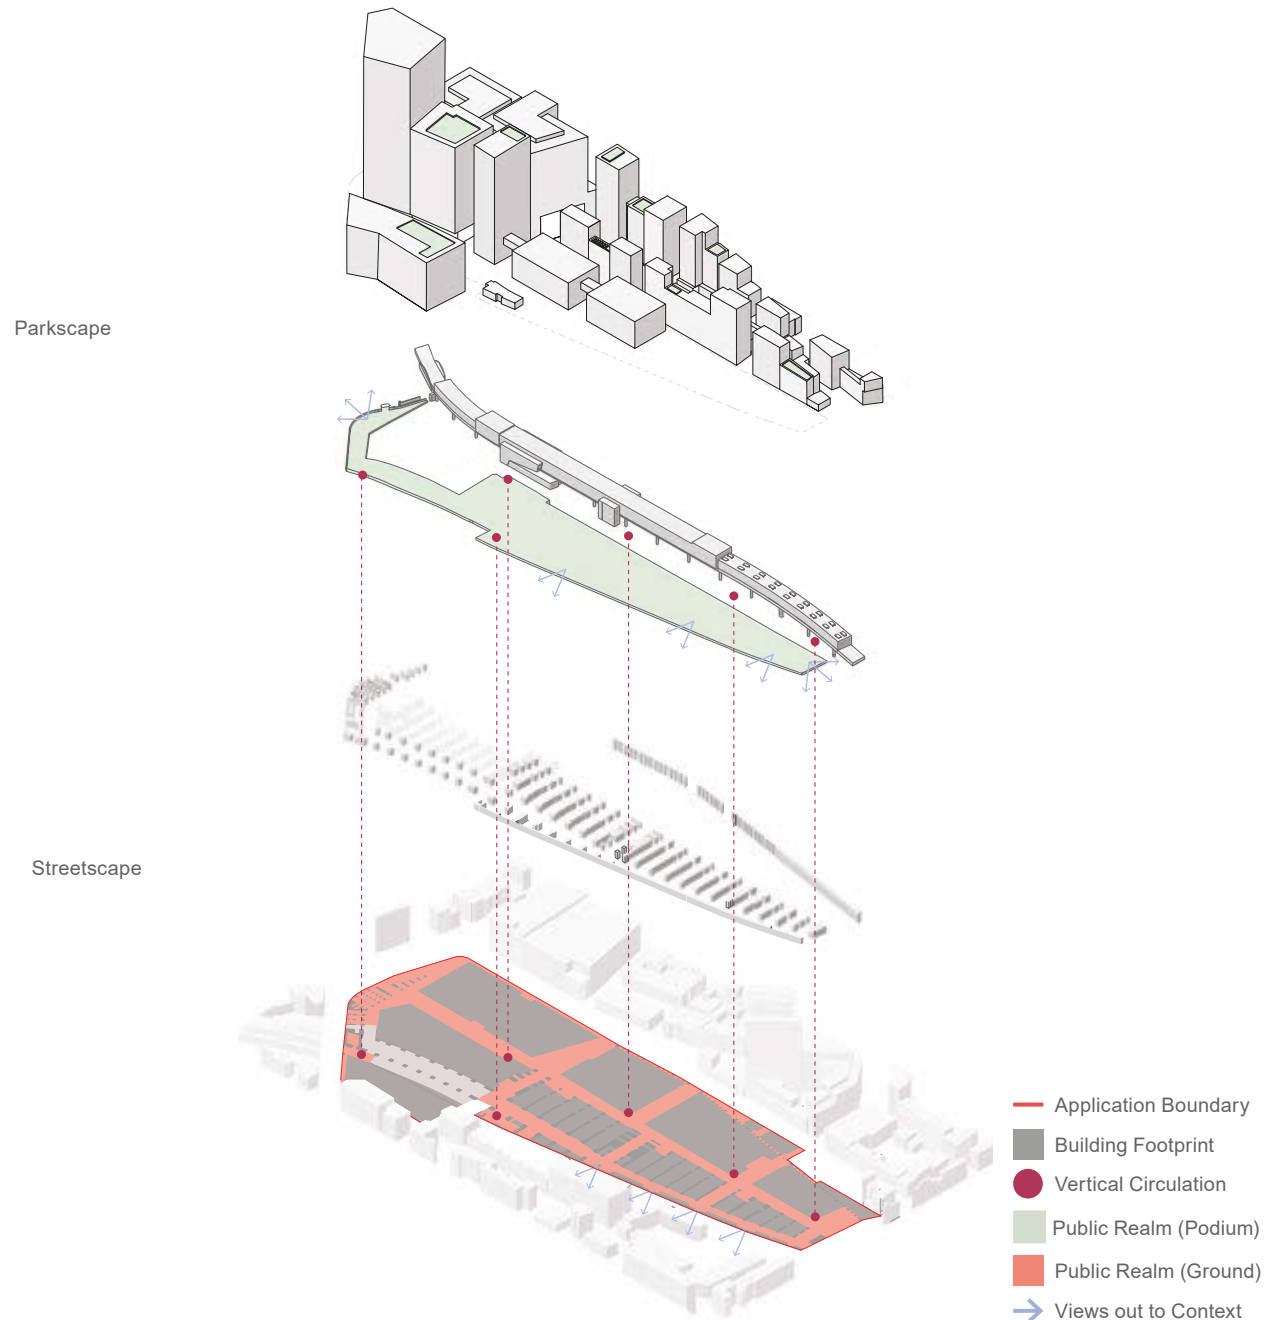 Parkscape
Streetscape
Application Boundary
Building Footprint
Vertical Circulation
Public Realm (Podium)
Public Realm (Ground)
Views out to Context